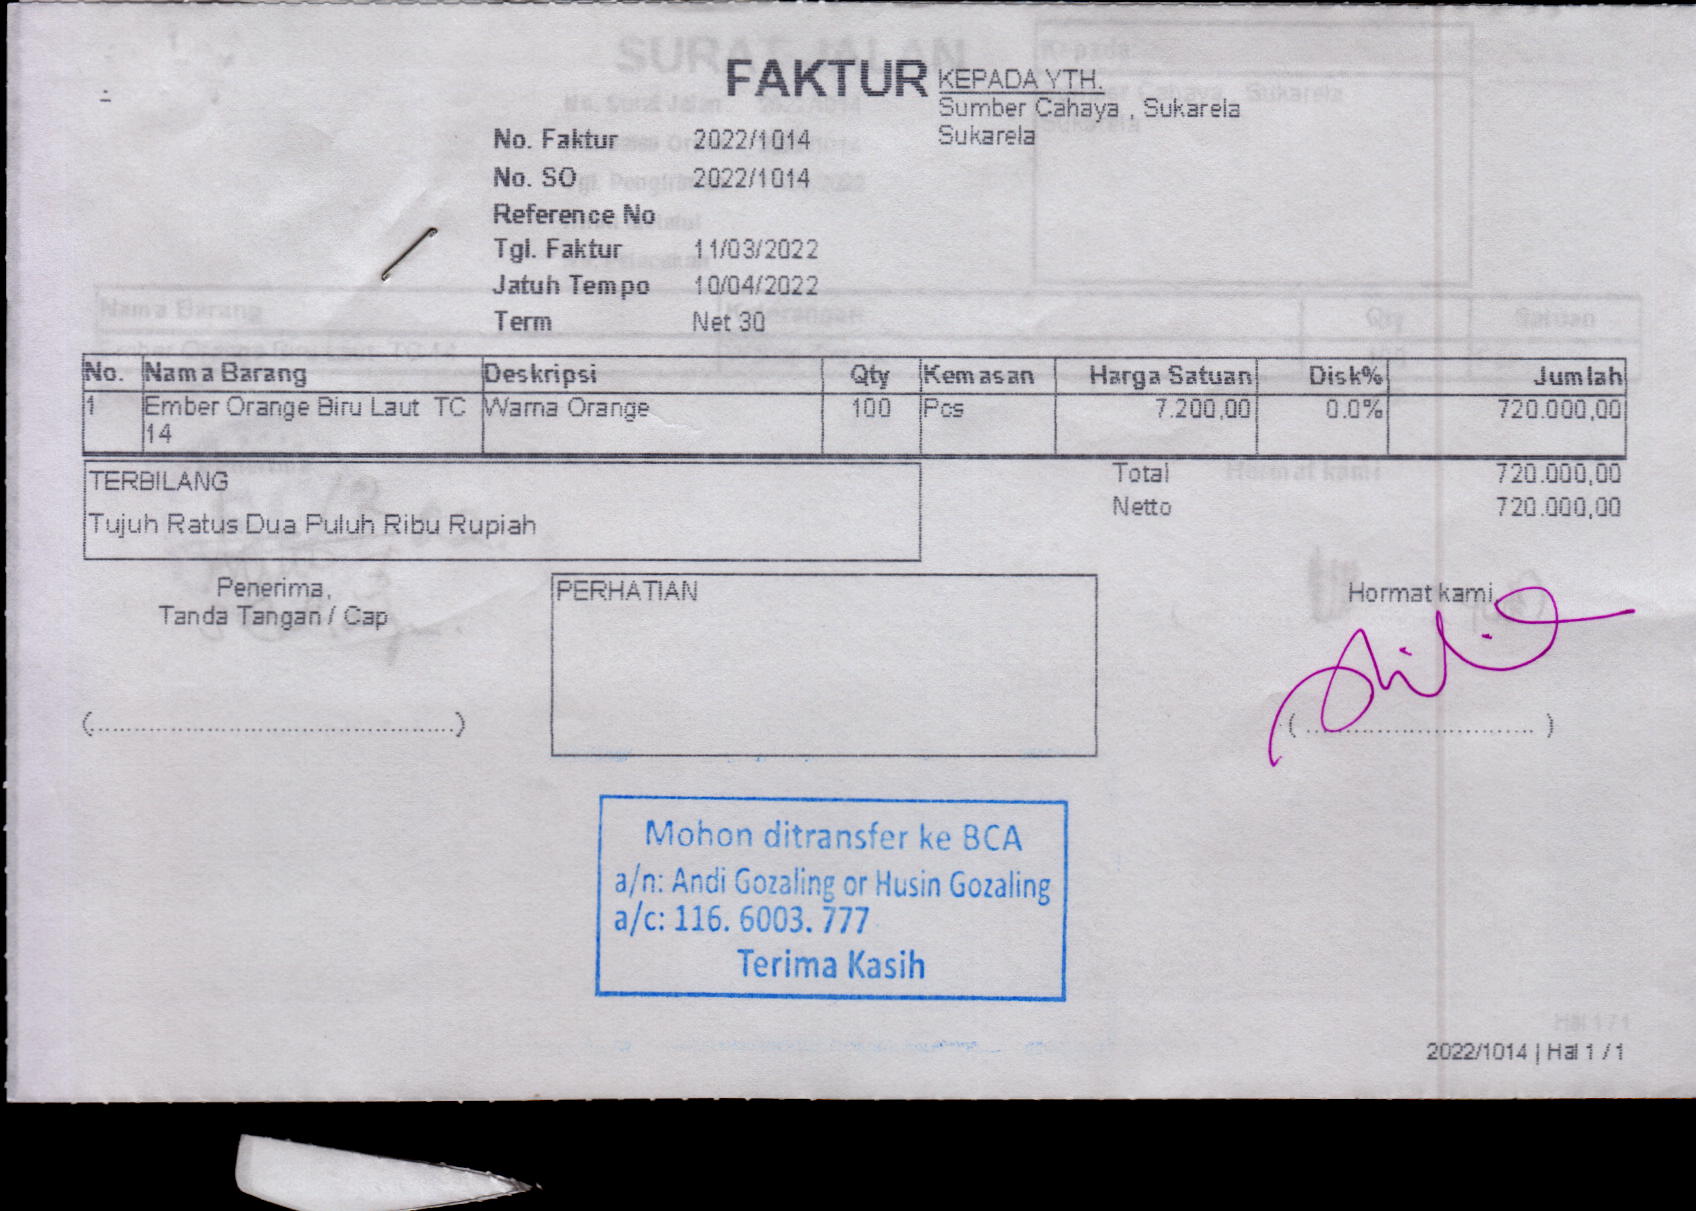 FAKTUR
KEPADA YTH.
Sumber Cahaya , Sukarela
Sukarela
No. Faktur 2022/1014
No. SO 2022/1014
Reference No
Tgl. Faktur 11/03/2022
Jatuh Tempo 10/04/2022
Term Net 30
No. Nama Barang Deskripsi Qty Kemasan Harga Satuan Disk% Jumlah
1 Ember Orange Biru Laut TC Warna Orange 100 Pcs 7.200,00 0.0% 720.000,00
14
TERBILANG
Tujuh Ratus Dua Puluh Ribu Rupiah
Total 720.000,00
Netto 720.000,00
Penerima,
Tanda Tangan / Cap
(................................................)
PERHATIAN
Hormat kami,
( ............................... )
Mohon ditransfer ke BCA
a/n: Andi Gozaling or Husin Gozaling
a/c: 116. 6003. 777
Terima Kasih
2022/1014 | Hal 1 / 1